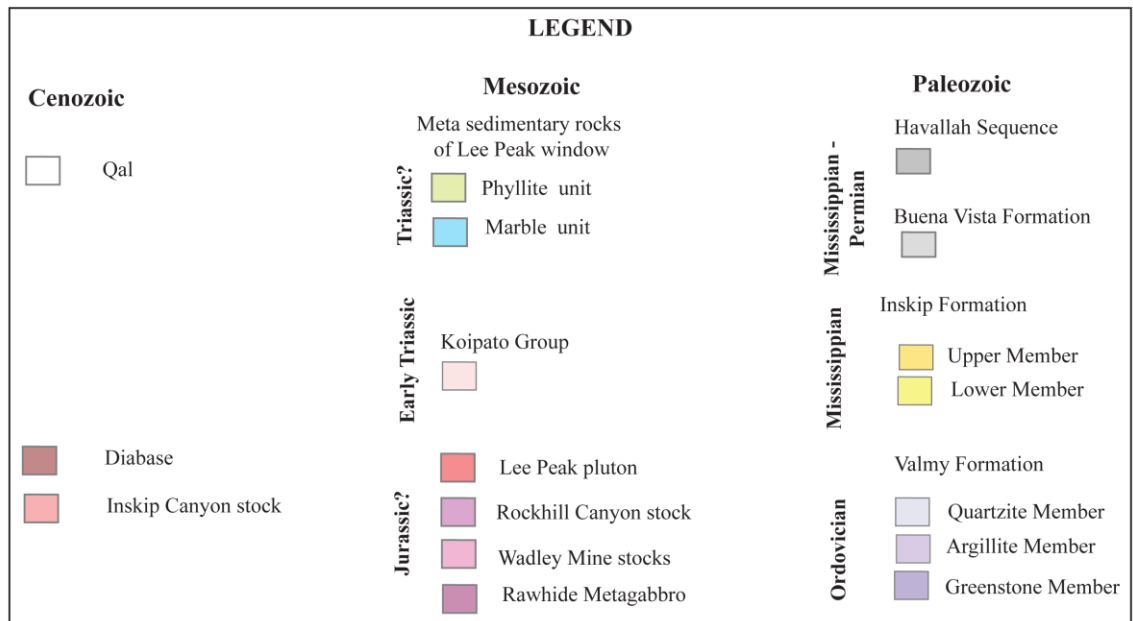 LEGEND
Cenozoic
Qal
Diabase
Inskip Canyon stock
Mesozoic
Meta sedimentary rocks
of Lee Peak window
Triassic?
Phyllite unit
Marble unit
Early Triassic
Koipato Group
Jurassic?
Lee Peak pluton
Rockhill Canyon stock
Wadley Mine stocks
Rawhide Metagabbro
Paleozoic
Mississippian -
Permian
Havallah Sequence
Buena Vista Formation
Mississippian
Inskip Formation
Upper Member
Lower Member
Ordovician
Valmy Formation
Quartzite Member
Argillite Member
Greenstone Member